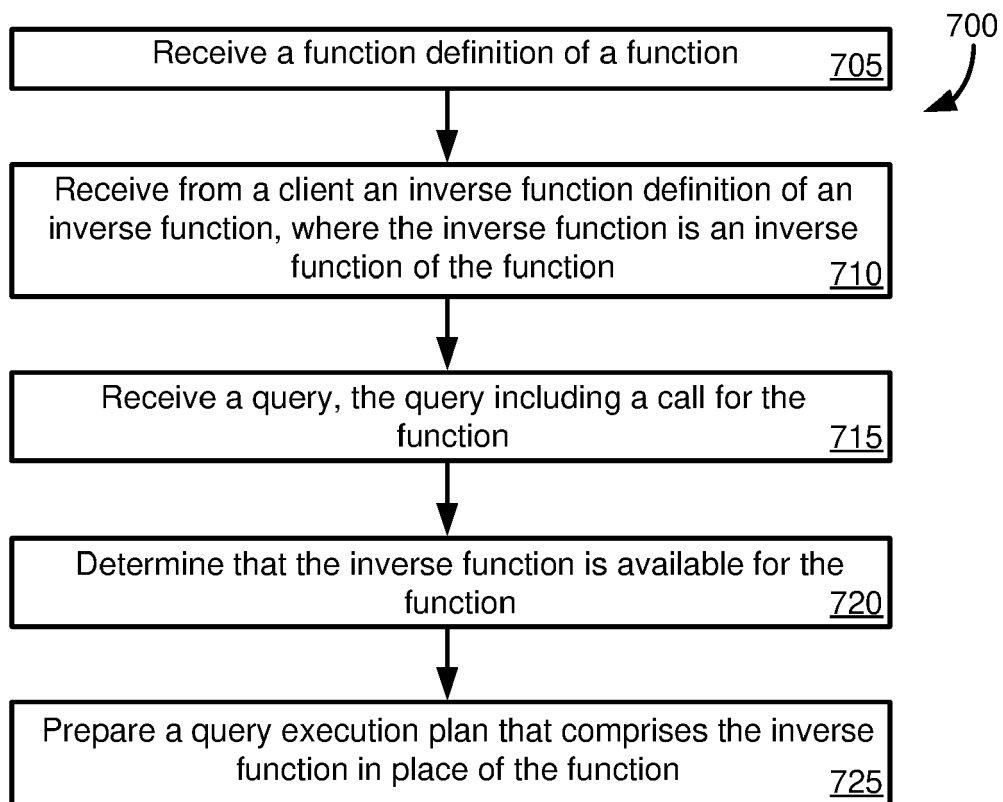 700
Receive a function definition of a function
705
Receive from a client an inverse function definition of an
inverse function, where the inverse function is an inverse
function of the function
710
Receive a query, the query including a call for the
function
715
Determine that the inverse function is available for the
function
720
Prepare a query execution plan that comprises the inverse
function in place of the function
725